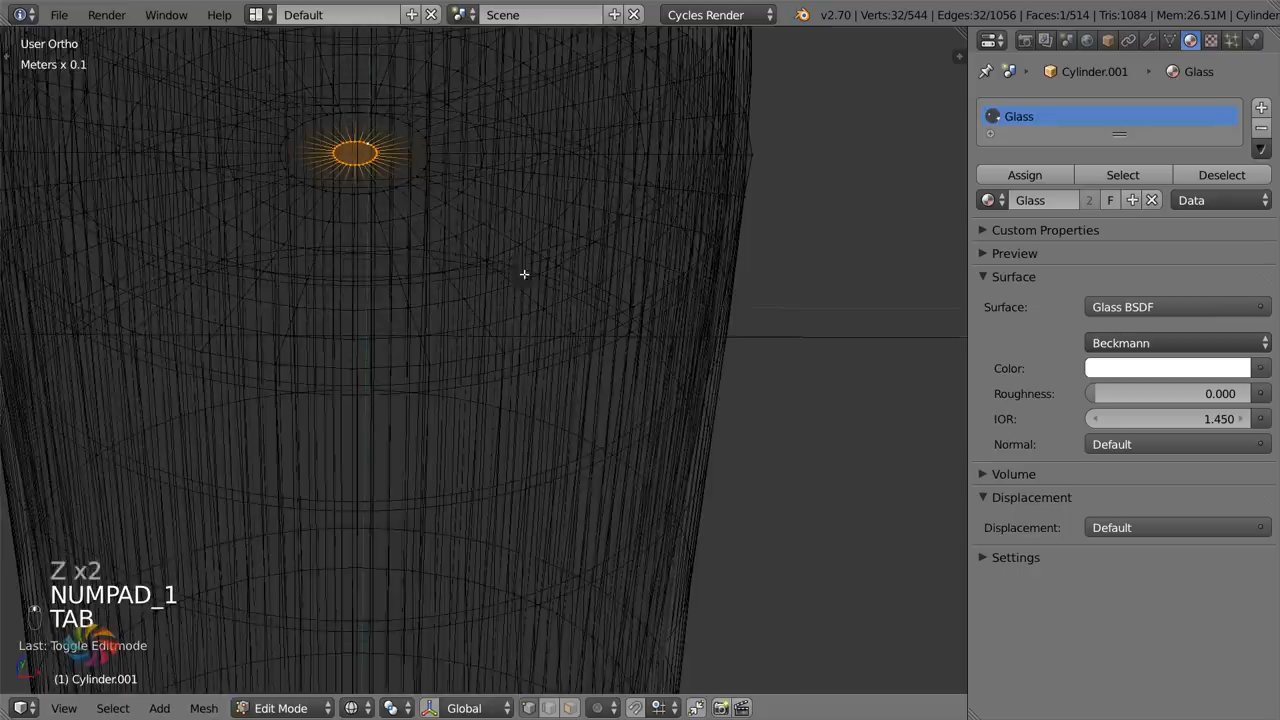 File Render Window Help Default Scene Cycles Render v2.70 | Verts:32/544 | Edges:32/1056 | Faces:1/514 | Tris:1084 | Mem:26.51M | Cylinder
User Ortho
Meters x 0.1
Cylinder.001 Glass
Glass
Assign Select Deselect
Glass 2 F Data
Custom Properties
Preview
Surface
Surface: Glass BSDF
Beckmann
Color:
Roughness: 0.000
IOR: 1.450
Normal: Default
Volume
Displacement
Displacement: Default
Settings
Z x2
NUMPAD_1
TAB
Last: Toggle Editmode
(1) Cylinder.001
View Select Add Mesh Edit Mode Global